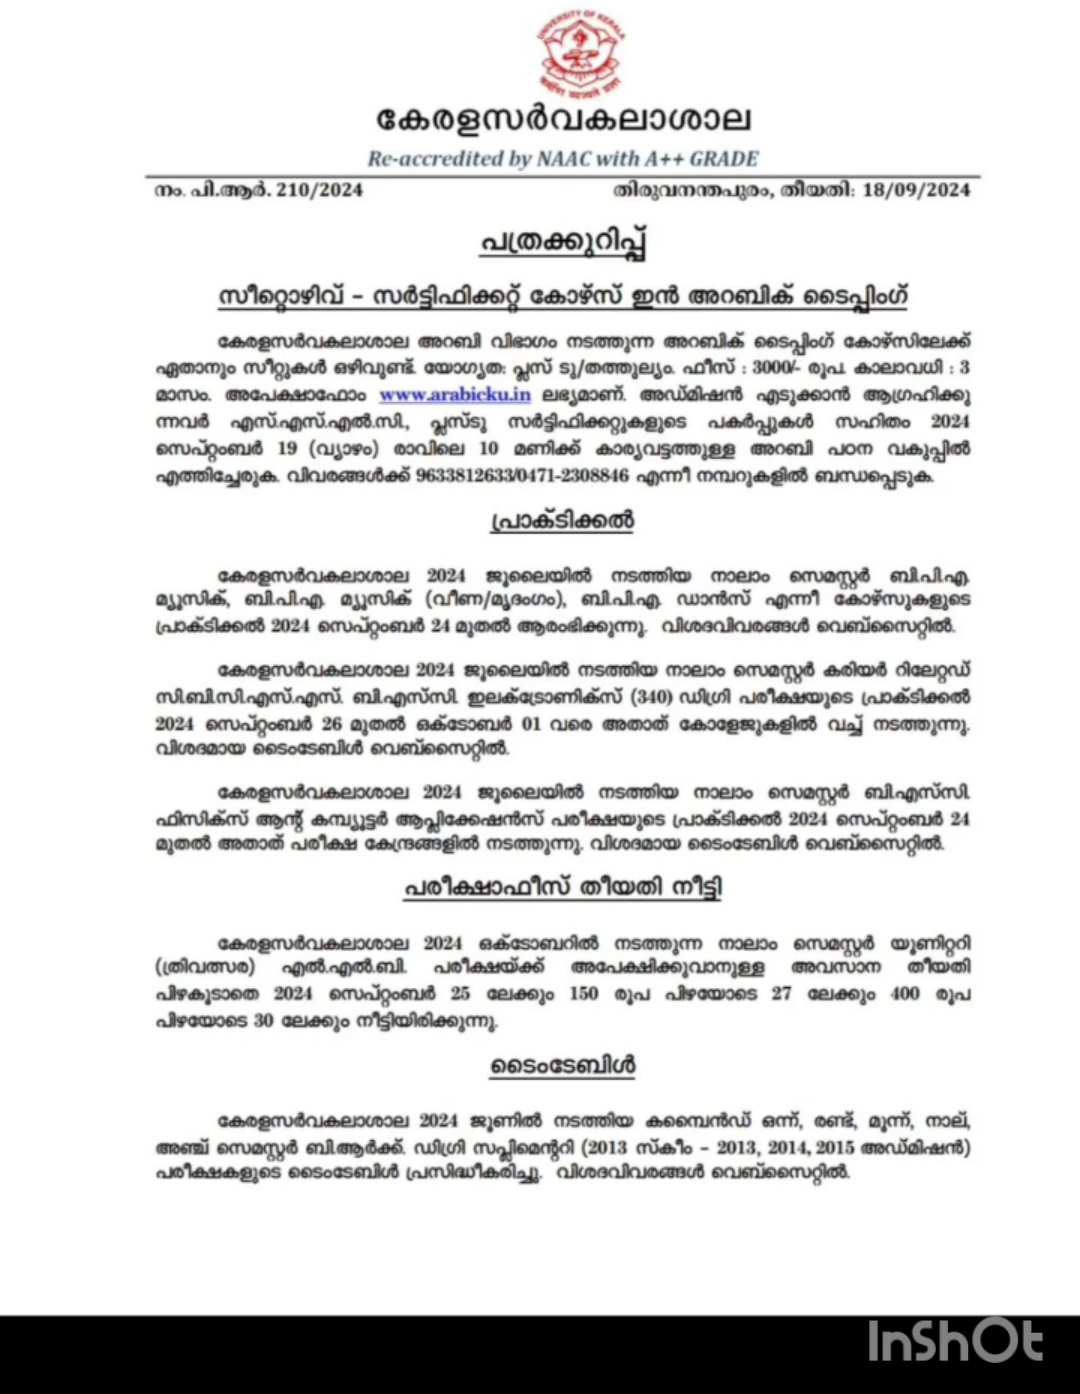 UNIVERSITY OF KERALA
കേരളസർവകലാശാല
Re-accredited by NAAC with A++ GRADE
നം. പി.ആർ. 210/2024 തിരുവനന്തപുരം, തീയതി: 18/09/2024
പത്രക്കുറിപ്പ്
സീറ്റൊഴിവ് – സർട്ടിഫിക്കറ്റ് കോഴ്സ് ഇൻ അറബിക് ടൈപ്പിംഗ്
കേരളസർവകലാശാല അറബി വിഭാഗം നടത്തുന്ന അറബിക് ടൈപ്പിംഗ് കോഴ്സിലേക്ക്
ഏതാനും സീറ്റുകൾ ഒഴിവുണ്ട്. യോഗ്യത: പ്ലസ് ടു/തത്തുല്യം. ഫീസ് : 3000/- രൂപ. കാലാവധി : 3
മാസം. അപേക്ഷാഫോം www.arabicku.in ലഭ്യമാണ്. അഡ്മിഷൻ എടുക്കാൻ ആഗ്രഹിക്കു
ന്നവർ എസ്.എസ്.എൽ.സി., പ്ലസ്ടു സർട്ടിഫിക്കറ്റുകളുടെ പകർപ്പുകൾ സഹിതം 2024
സെപ്റ്റംബർ 19 (വ്യാഴം) രാവിലെ 10 മണിക്ക് കാര്യവട്ടത്തുള്ള അറബി പഠന വകുപ്പിൽ
എത്തിച്ചേരുക. വിവരങ്ങൾക്ക് 9633812633/0471-2308846 എന്നീ നമ്പറുകളിൽ ബന്ധപ്പെടുക.
പ്രാക്ടിക്കൽ
കേരളസർവകലാശാല 2024 ജൂലൈയിൽ നടത്തിയ നാലാം സെമസ്റ്റർ ബി.പി.എ.
മ്യൂസിക്, ബി.പി.എ. മ്യൂസിക് (വീണ/മൃദംഗം), ബി.പി.എ. ഡാൻസ് എന്നീ കോഴ്സുകളുടെ
പ്രാക്ടിക്കൽ 2024 സെപ്റ്റംബർ 24 മുതൽ ആരംഭിക്കുന്നു. വിശദവിവരങ്ങൾ വെബ്സൈറ്റിൽ.
കേരളസർവകലാശാല 2024 ജൂലൈയിൽ നടത്തിയ നാലാം സെമസ്റ്റർ കരിയർ റിലേറ്റഡ്
സി.ബി.സി.എസ്.എസ്. ബി.എസ്‌സി. ഇലക്ട്രോണിക്സ് (340) ഡിഗ്രി പരീക്ഷയുടെ പ്രാക്ടിക്കൽ
2024 സെപ്റ്റംബർ 26 മുതൽ ഒക്ടോബർ 01 വരെ അതാത് കോളേജുകളിൽ വച്ച് നടത്തുന്നു.
വിശദമായ ടൈംടേബിൾ വെബ്സൈറ്റിൽ.
കേരളസർവകലാശാല 2024 ജൂലൈയിൽ നടത്തിയ നാലാം സെമസ്റ്റർ ബി.എസ്‌സി.
ഫിസിക്സ് ആന്റ് കമ്പ്യൂട്ടർ ആപ്ലിക്കേഷൻസ് പരീക്ഷയുടെ പ്രാക്ടിക്കൽ 2024 സെപ്റ്റംബർ 24
മുതൽ അതാത് പരീക്ഷ കേന്ദ്രങ്ങളിൽ നടത്തുന്നു. വിശദമായ ടൈംടേബിൾ വെബ്സൈറ്റിൽ.
പരീക്ഷാഫീസ് തീയതി നീട്ടി
കേരളസർവകലാശാല 2024 ഒക്ടോബറിൽ നടത്തുന്ന നാലാം സെമസ്റ്റർ യൂണിറ്ററി
(ത്രിവത്സര) എൽ.എൽ.ബി. പരീക്ഷയ്ക്ക് അപേക്ഷിക്കുവാനുള്ള അവസാന തീയതി
പിഴകൂടാതെ 2024 സെപ്റ്റംബർ 25 ലേക്കും 150 രൂപ പിഴയോടെ 27 ലേക്കും 400 രൂപ
പിഴയോടെ 30 ലേക്കും നീട്ടിയിരിക്കുന്നു.
ടൈംടേബിൾ
കേരളസർവകലാശാല 2024 ജൂണിൽ നടത്തിയ കമ്പൈൻഡ് ഒന്ന്, രണ്ട്, മൂന്ന്, നാല്,
അഞ്ച് സെമസ്റ്റർ ബി.ആർക്ക്. ഡിഗ്രി സപ്ലിമെന്ററി (2013 സ്കീം – 2013, 2014, 2015 അഡ്മിഷൻ)
പരീക്ഷകളുടെ ടൈംടേബിൾ പ്രസിദ്ധീകരിച്ചു. വിശദവിവരങ്ങൾ വെബ്സൈറ്റിൽ.
InShOt